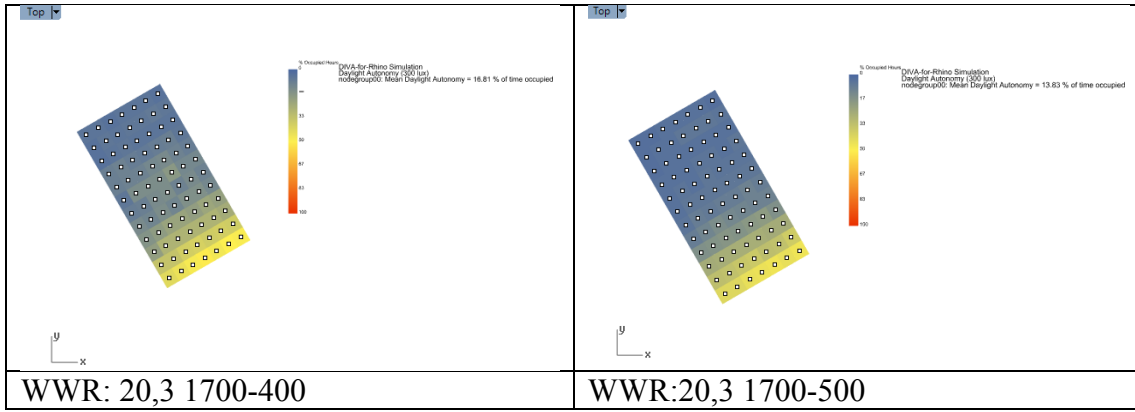 Top
% Occupied Hours
DIVA-for-Rhino Simulation
Daylight Autonomy (300 lux)
nodegroup00: Mean Daylight Autonomy = 16.81 % of time occupied
0
33
50
67
83
100
y
x
WWR: 20,3 1700-400
Top
% Occupied Hours
DIVA-for-Rhino Simulation
Daylight Autonomy (300 lux)
nodegroup00: Mean Daylight Autonomy = 13.83 % of time occupied
0
17
33
50
67
83
100
y
x
WWR:20,3 1700-500